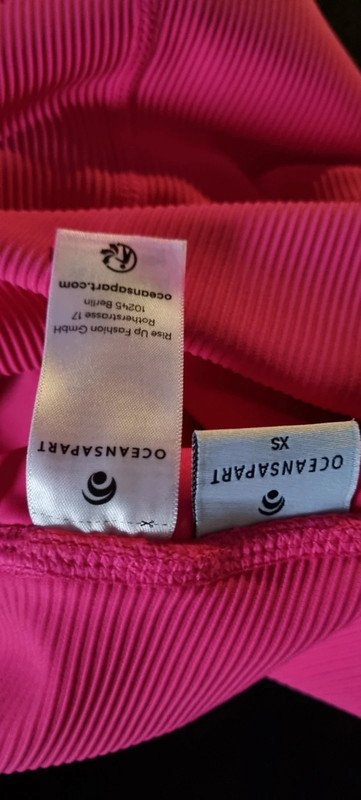 OCEANSAPART
Rise Up Fashion GmbH
Rotherstrasse 17
10245 Berlin
oceansapart.com
OCEANSAPART
XS